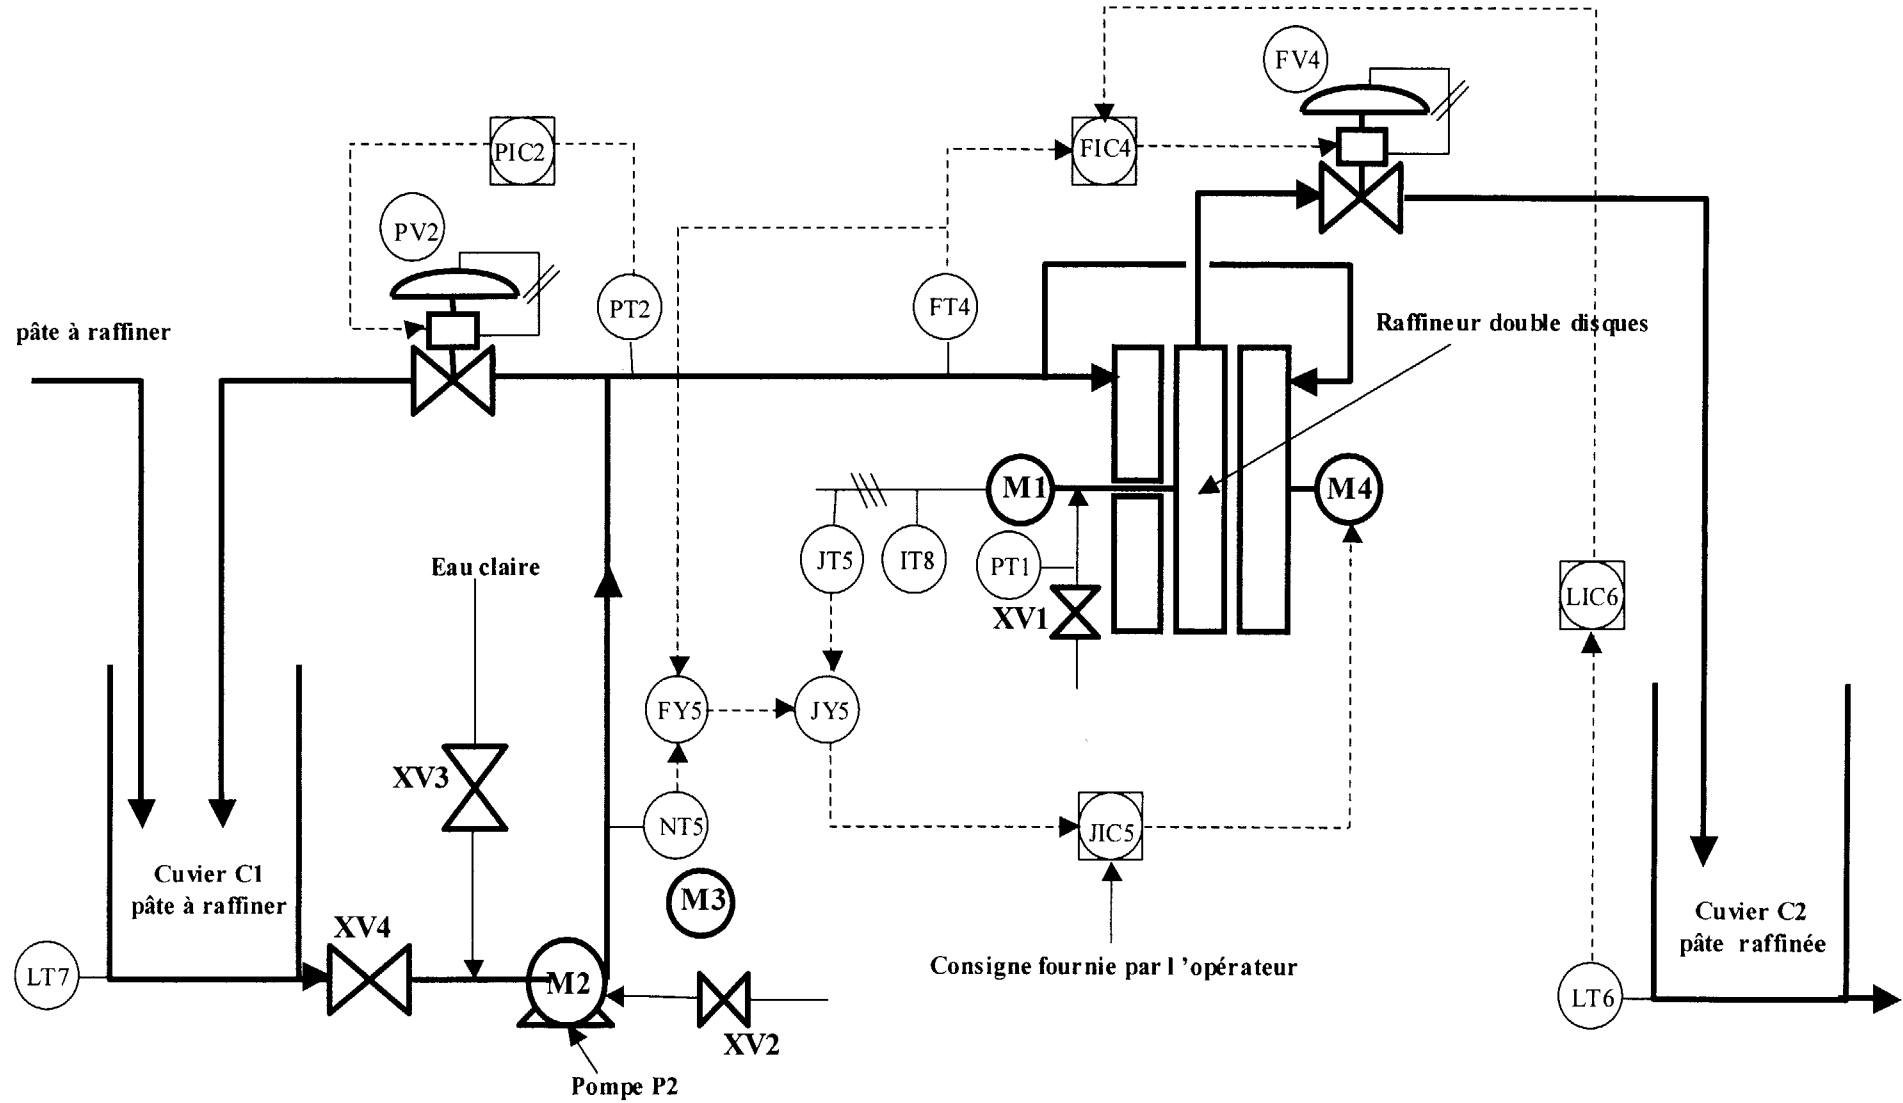 FV4
PIC2
FIC4
PV2
PT2
FT4
pâte à raffiner
Raffineur double disques
M1
M4
JT5
IT8
PT1
Eau claire
XV1
LIC6
FY5
JY5
XV3
NT5
JIC5
Cuvier C1
pâte à raffiner
M3
Cuvier C2
pâte raffinée
XV4
Consigne fournie par l 'opérateur
LT7
M2
LT6
XV2
Pompe P2